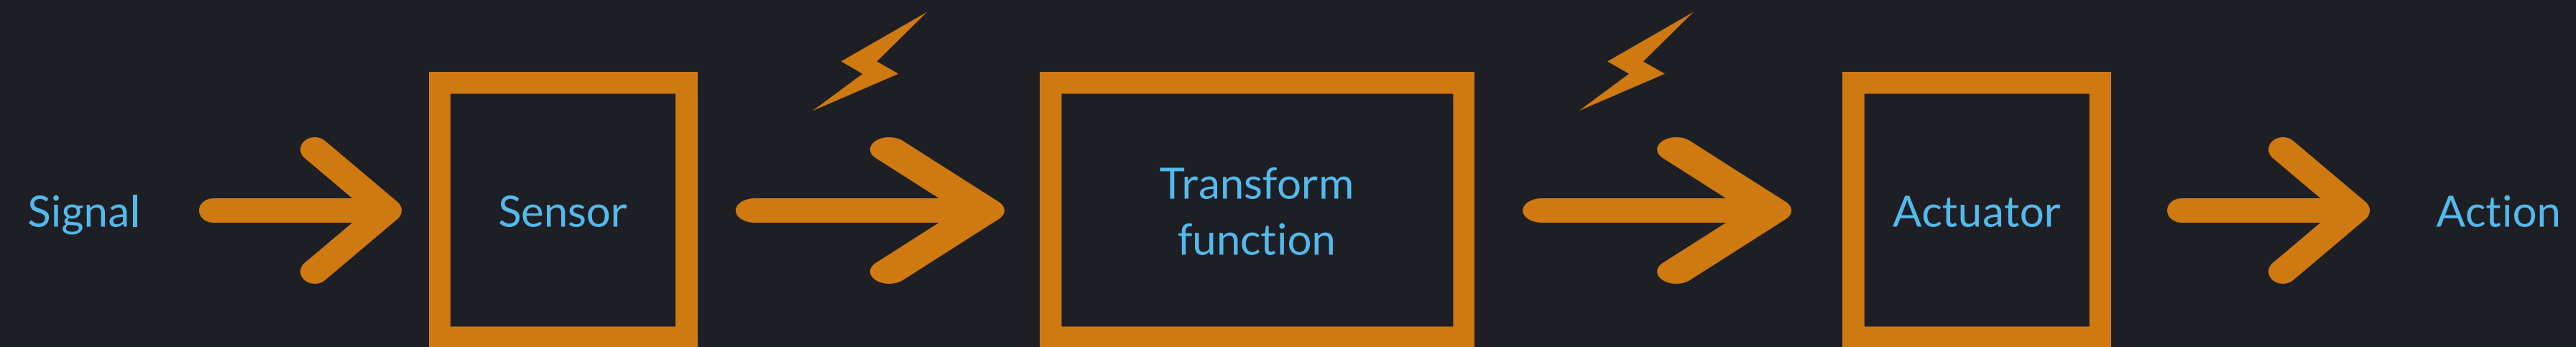 Signal
Sensor
Transform
function
Actuator
Action